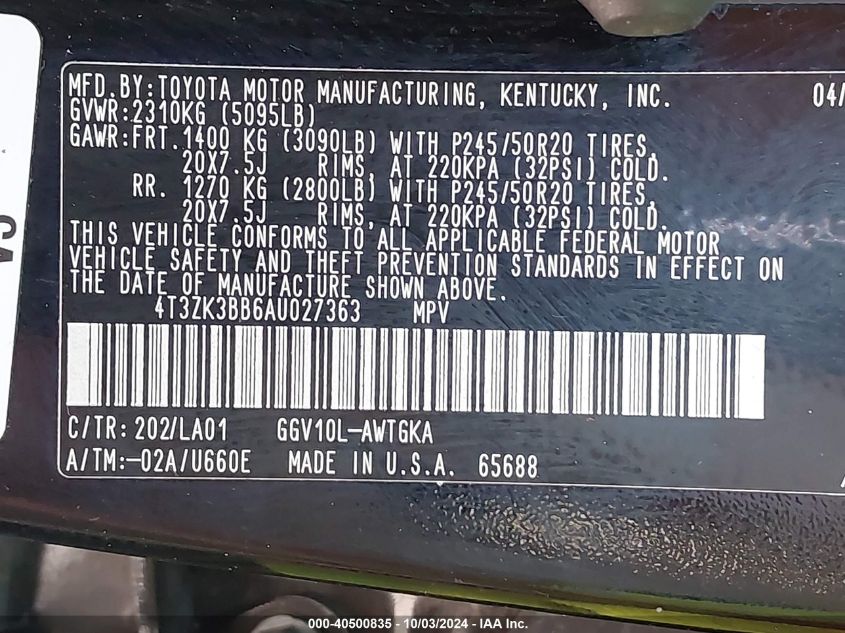 MFD.BY:TOYOTA MOTOR MANUFACTURING, KENTUCKY, INC. 04/
GVWR:2310KG (5095LB)
GAWR:FRT.1400 KG (3090LB) WITH P245/50R20 TIRES,
20X7.5J RIMS, AT 220KPA (32PSI) COLD.
RR. 1270 KG (2800LB) WITH P245/50R20 TIRES,
20X7.5J RIMS, AT 220KPA (32PSI) COLD.
THIS VEHICLE CONFORMS TO ALL APPLICABLE FEDERAL MOTOR
VEHICLE SAFETY AND THEFT PREVENTION STANDARDS IN EFFECT ON
THE DATE OF MANUFACTURE SHOWN ABOVE.
4T3ZK3BB6AU027363 MPV
C/TR: 202/LA01 GGV10L-AWTGKA
A/TM:-02A/U660E MADE IN U.S.A. 65688
CA
000-40500835 - 10/03/2024 - IAA Inc.